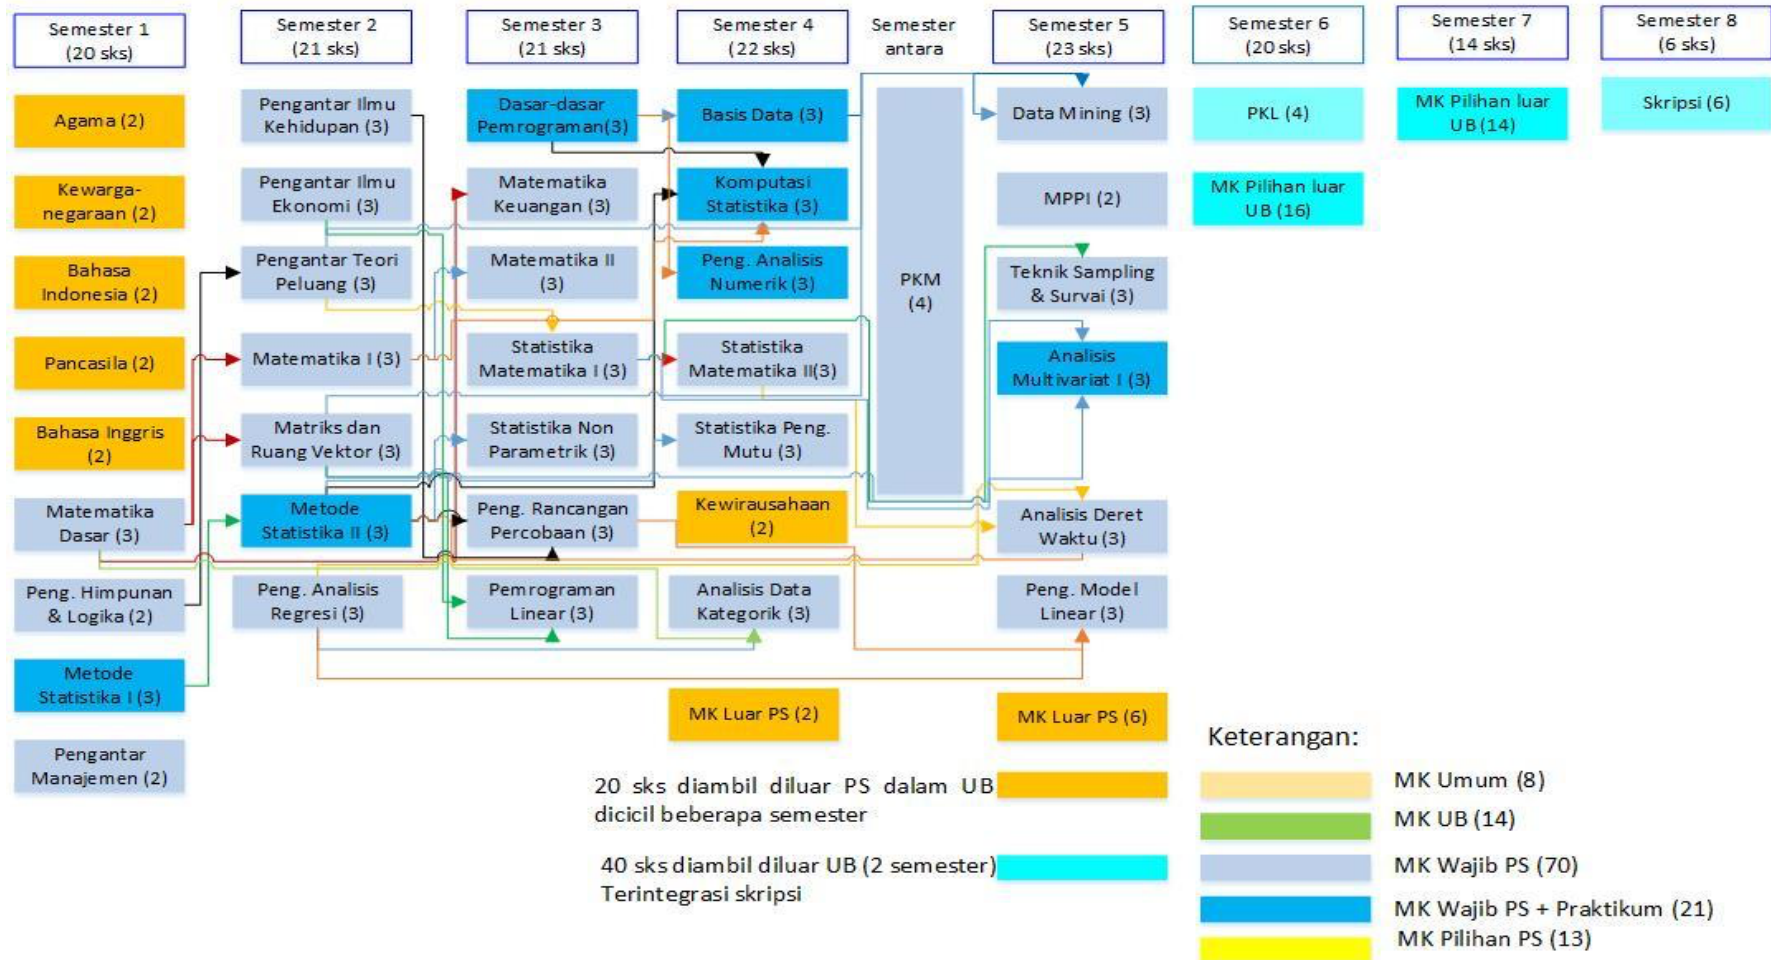 Semester 1
(20 sks)
Semester 2
(21 sks)
Semester 3
(21 sks)
Semester 4
(22 sks)
Semester
antara
Semester 5
(23 sks)
Semester 6
(20 sks)
Semester 7
(14 sks)
Semester 8
(6 sks)
Agama (2)
Kewarga-
negaraan (2)
Bahasa
Indonesia (2)
Pancasila (2)
Bahasa Inggris
(2)
Matematika
Dasar (3)
Peng. Himpunan
& Logika (2)
Metode
Statistika I (3)
Pengantar
Manajemen (2)
Pengantar Ilmu
Kehidupan (3)
Pengantar Ilmu
Ekonomi (3)
Pengantar Teori
Peluang (3)
Matematika I (3)
Matriks dan
Ruang Vektor (3)
Metode
Statistika II (3)
Peng. Analisis
Regresi (3)
Dasar-dasar
Pemrograman(3)
Matematika
Keuangan (3)
Matematika II
(3)
Statistika
Matematika I (3)
Statistika Non
Parametrik (3)
Peng. Rancangan
Percobaan (3)
Pemrograman
Linear (3)
Basis Data (3)
Komputasi
Statistika (3)
Peng. Analisis
Numerik (3)
Statistika
Matematika II(3)
Statistika Peng.
Mutu (3)
Kewirausahaan
(2)
Analisis Data
Kategorik (3)
MK Luar PS (2)
PKM
(4)
Data Mining (3)
MPPI (2)
Teknik Sampling
& Survai (3)
Analisis
Multivariat I (3)
Analisis Deret
Waktu (3)
Peng. Model
Linear (3)
MK Luar PS (6)
PKL (4)
MK Pilihan luar
UB (16)
MK Pilihan luar
UB (14)
Skripsi (6)
20 sks diambil diluar PS dalam UB
dicicil beberapa semester
40 sks diambil diluar UB (2 semester)
Terintegrasi skripsi
Keterangan:
MK Umum (8)
MK UB (14)
MK Wajib PS (70)
MK Wajib PS + Praktikum (21)
MK Pilihan PS (13)